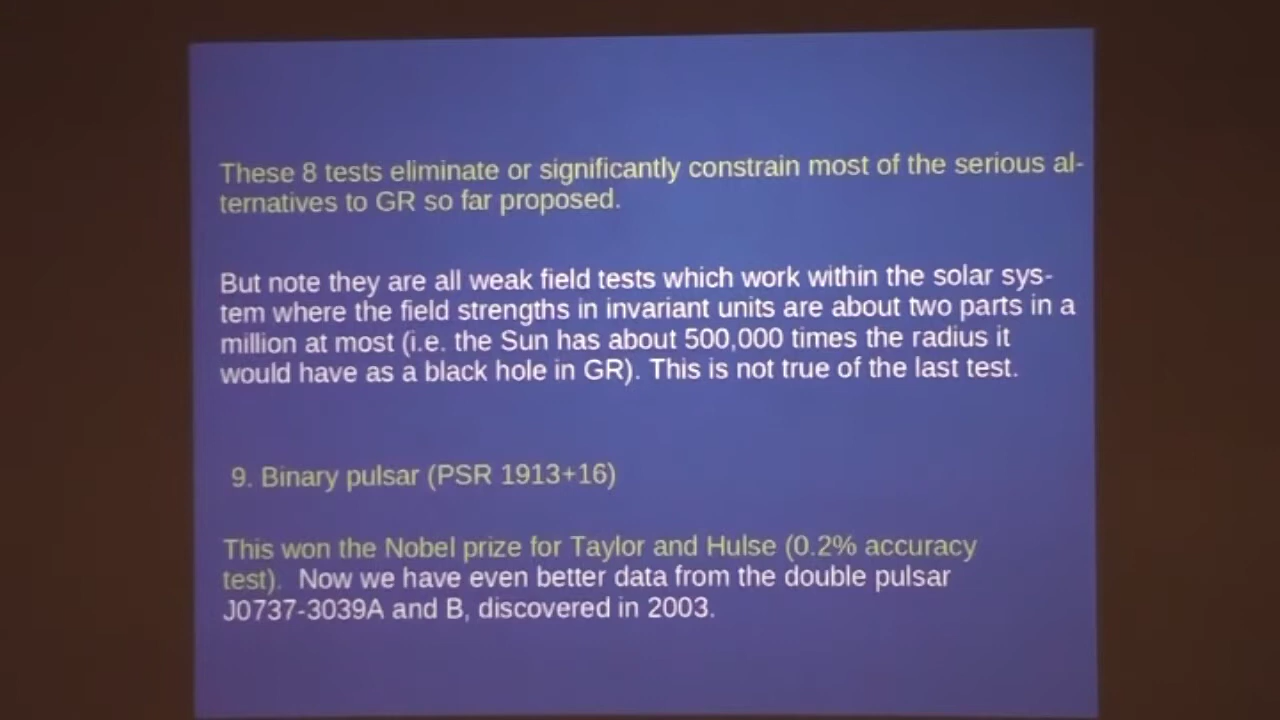 These 8 tests eliminate or significantly constrain most of the serious al-
ternatives to GR so far proposed.
But note they are all weak field tests which work within the solar sys-
tem where the field strengths in invariant units are about two parts in a
million at most (i.e. the Sun has about 500,000 times the radius it
would have as a black hole in GR). This is not true of the last test.
9. Binary pulsar (PSR 1913+16)
This won the Nobel prize for Taylor and Hulse (0.2% accuracy
test). Now we have even better data from the double pulsar
J0737-3039A and B, discovered in 2003.